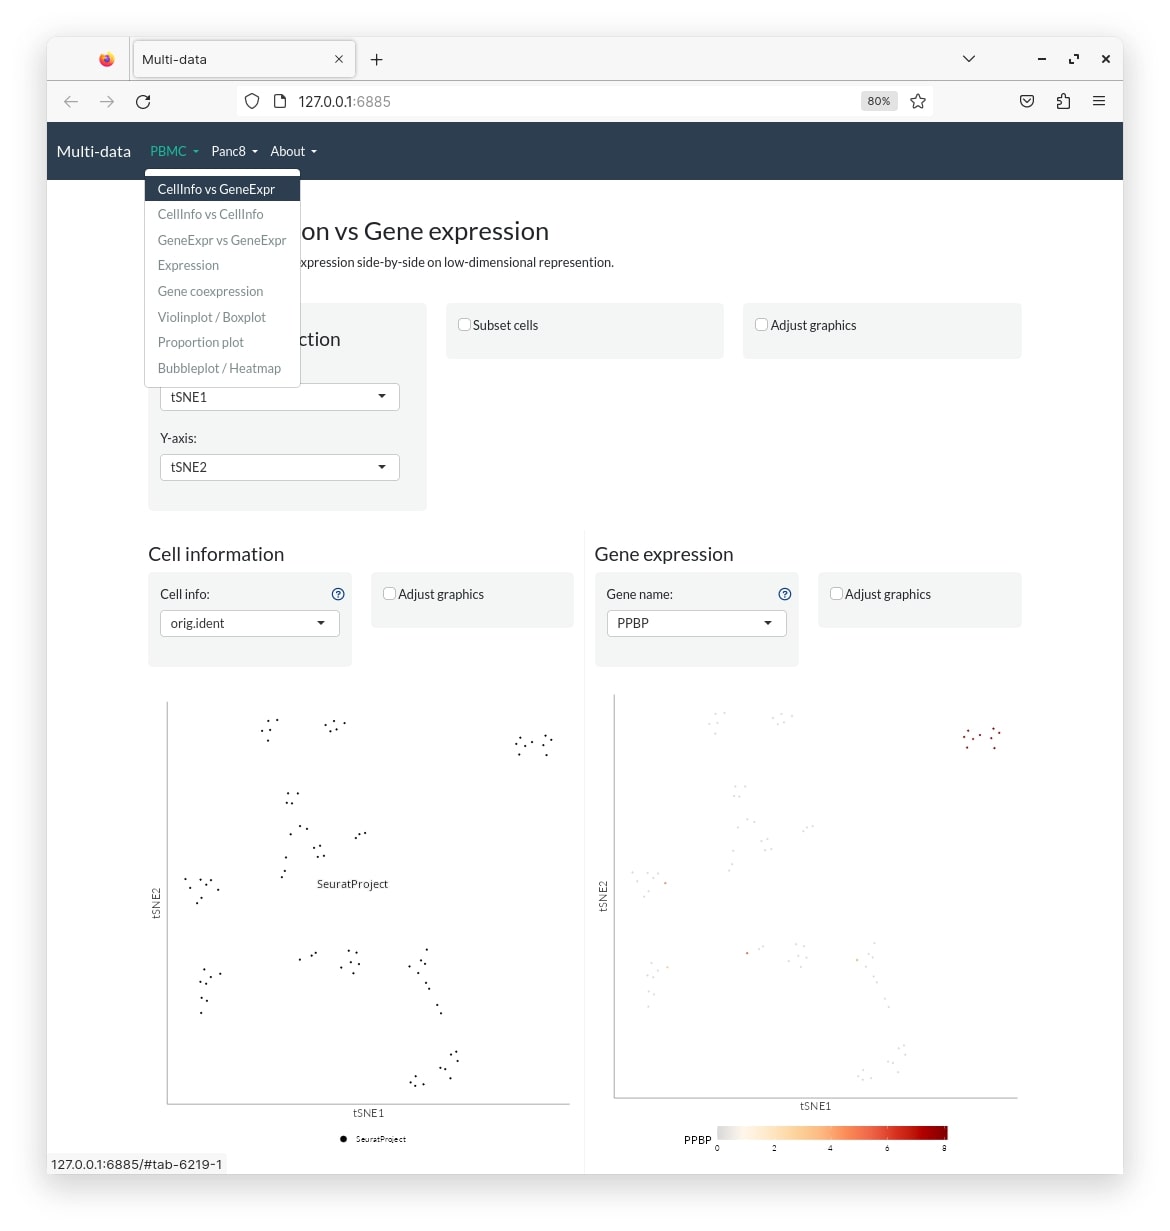 Multi-data
127.0.0.1:6885
80%
Multi-data PBMC Panc8 About
CellInfo vs GeneExpr
CellInfo vs CellInfo
GeneExpr vs GeneExpr
Expression
Gene coexpression
Violinplot / Boxplot
Proportion plot
Bubbleplot / Heatmap
on vs Gene expression
xpression side-by-side on low-dimensional represention.
ction
Subset cells
Adjust graphics
tSNE1
Y-axis:
tSNE2
Cell information
Cell info:
orig.ident
Adjust graphics
Gene expression
Gene name:
PPBP
Adjust graphics
tSNE2
SeuratProject
tSNE1
SeuratProject
tSNE2
tSNE1
PPBP
0 2 4 6 8
127.0.0.1:6885/#tab-6219-1